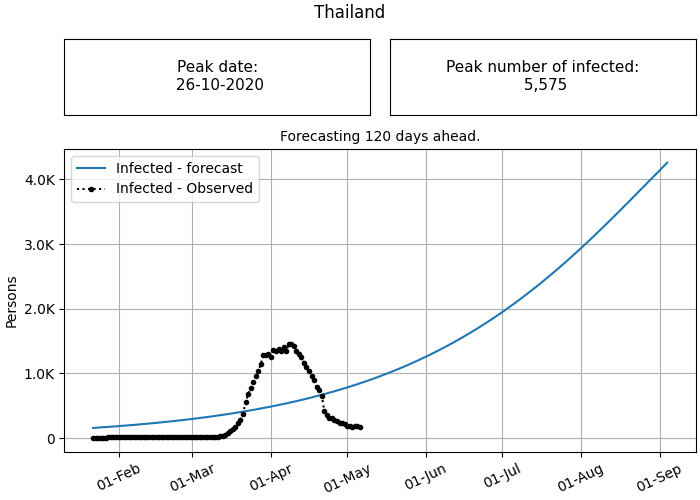 Thailand
Peak date:
26-10-2020
Peak number of infected:
5,575
Forecasting 120 days ahead.
Infected - forecast
Infected - Observed
Persons
4.0K
3.0K
2.0K
1.0K
0
01-Feb
01-Mar
01-Apr
01-May
01-Jun
01-Jul
01-Aug
01-Sep